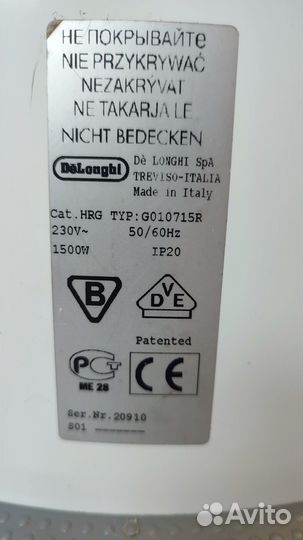 НЕ ПОКРЫВАЙТе
NIE PRZYKRYWAĆ
NEZAKRÝVAT
NE TAKARJA LE
NICHT BEDECKEN
DèLonghi
Dè LONGHI SpA
TREVISO-ITALIA
Made in Italy
Cat.HRG TYP:G010715R
230V~ 50/60Hz
1500W IP20
B
DVE
Patented
РСТ
ME 28
CE
Ser.Nr.20910
S01
Avito